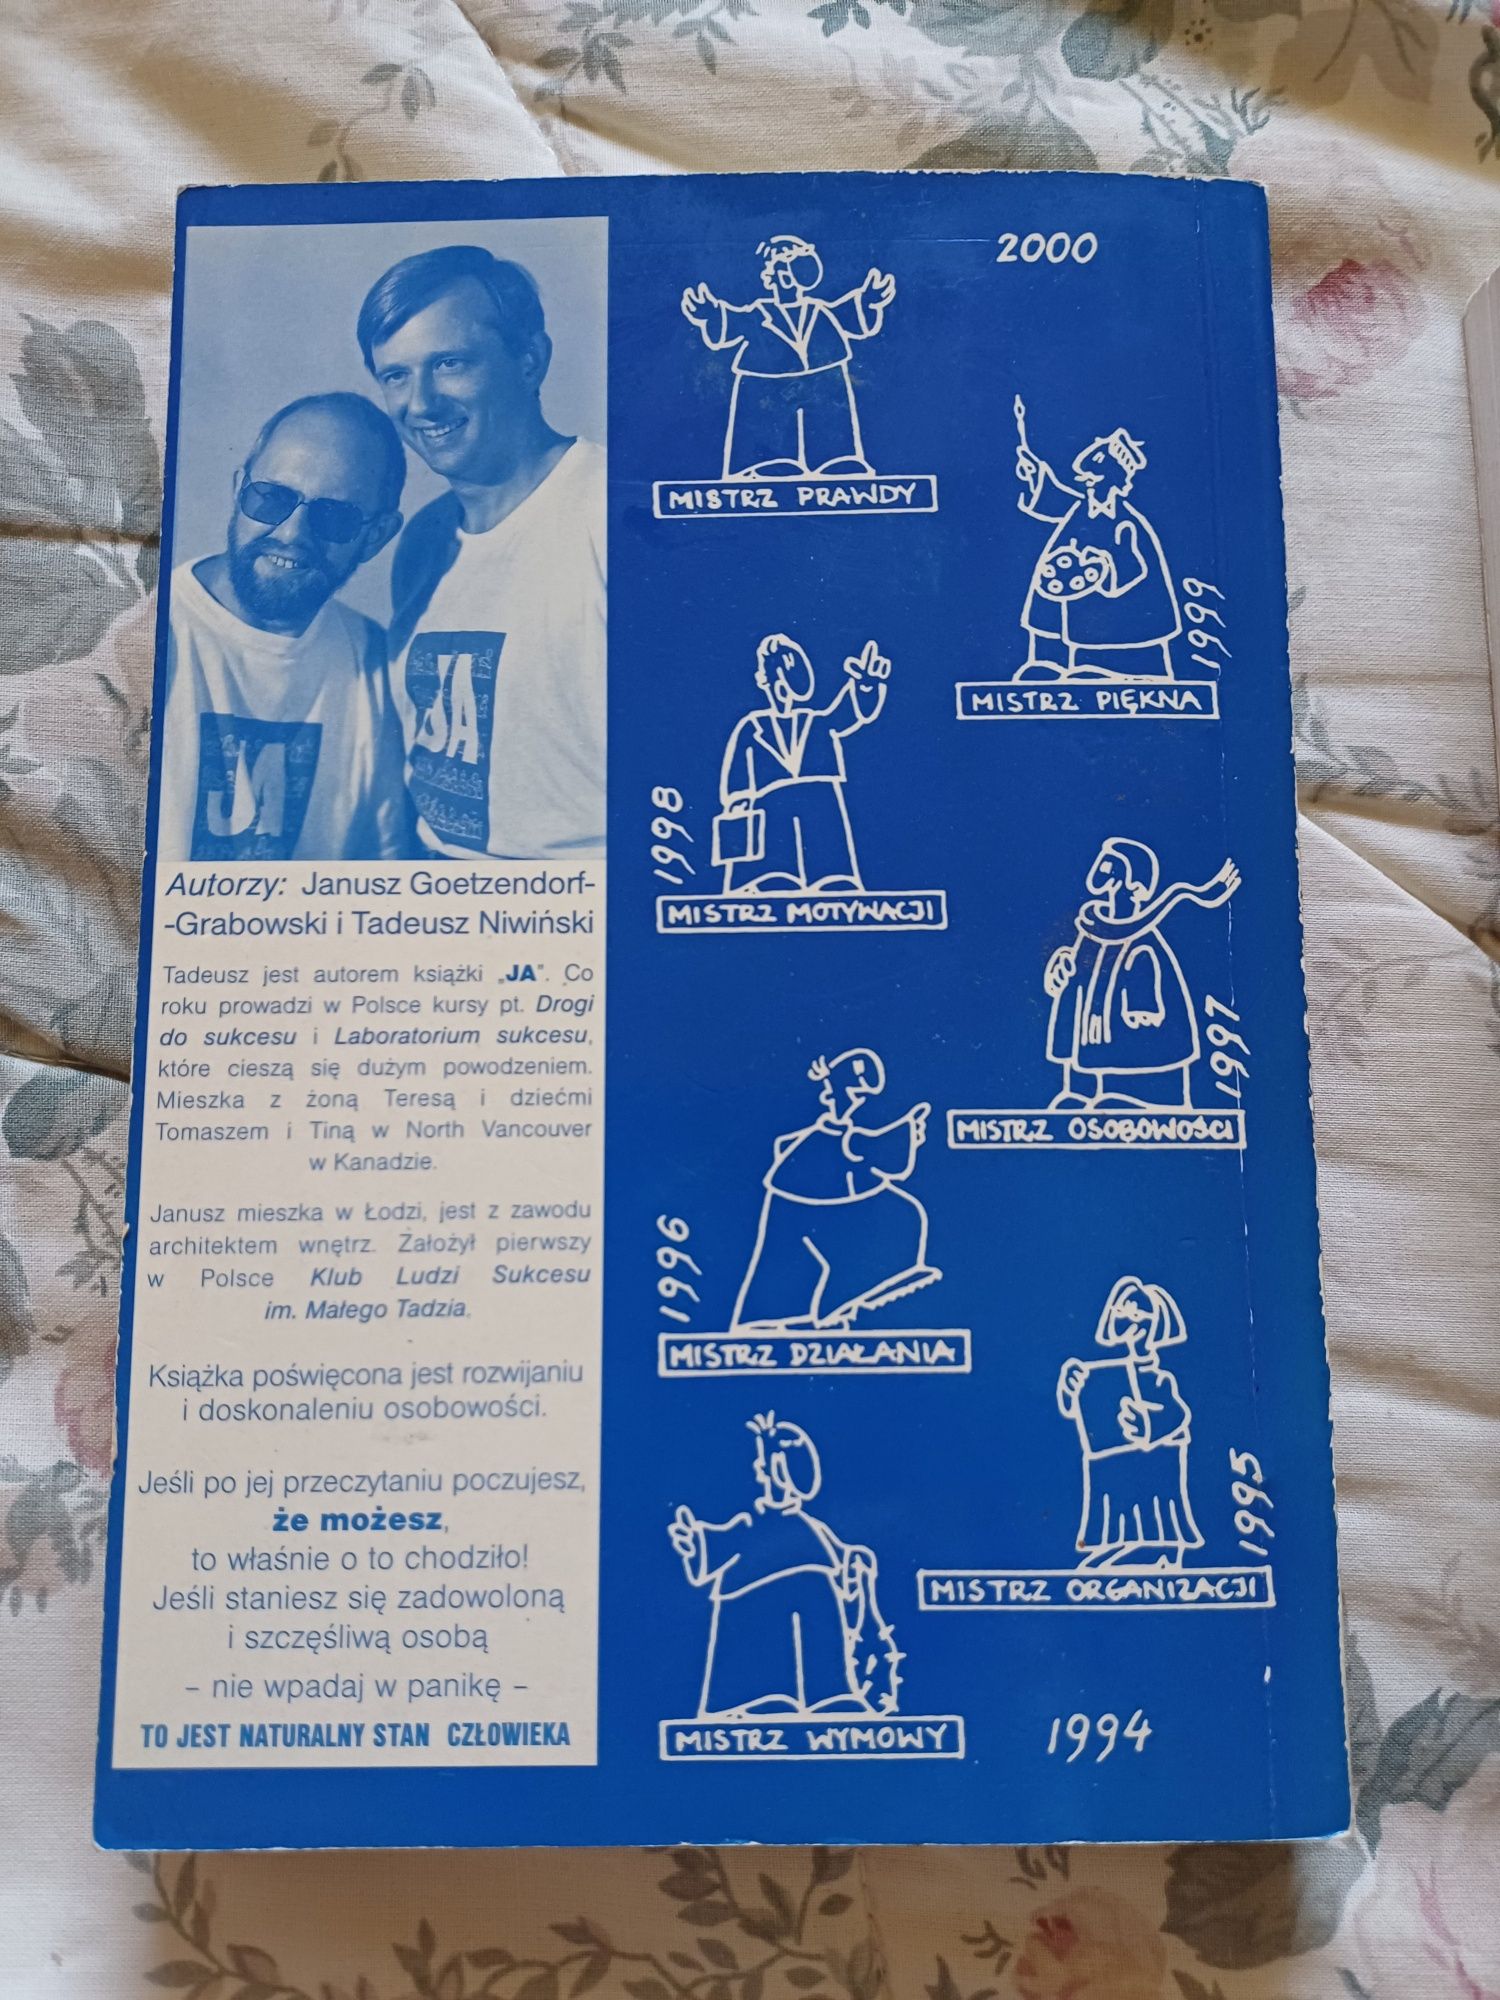 JA
JA
Autorzy: Janusz Goetzendorf-
-Grabowski i Tadeusz Niwiński
Tadeusz jest autorem książki „JA". Co
roku prowadzi w Polsce kursy pt. Drogi
do sukcesu i Laboratorium sukcesu,
które cieszą się dużym powodzeniem.
Mieszka z żoną Teresą i dziećmi
Tomaszem i Tiną w North Vancouver
w Kanadzie.
Janusz mieszka w Łodzi, jest z zawodu
architektem wnętrz. Założył pierwszy
w Polsce Klub Ludzi Sukcesu
im. Małego Tadzia.
Książka poświęcona jest rozwijaniu
i doskonaleniu osobowości.
Jeśli po jej przeczytaniu poczujesz,
że możesz,
to właśnie o to chodziło!
Jeśli staniesz się zadowoloną
i szczęśliwą osobą
– nie wpadaj w panikę –
TO JEST NATURALNY STAN CZŁOWIEKA
2000
MISTRZ PRAWDY
1999
MISTRZ PIĘKNA
1998
MISTRZ MOTYWACJI
1997
MISTRZ OSOBOWOŚCI
1996
MISTRZ DZIAŁANIA
1995
MISTRZ ORGANIZACJI
MISTRZ WYMOWY
1994